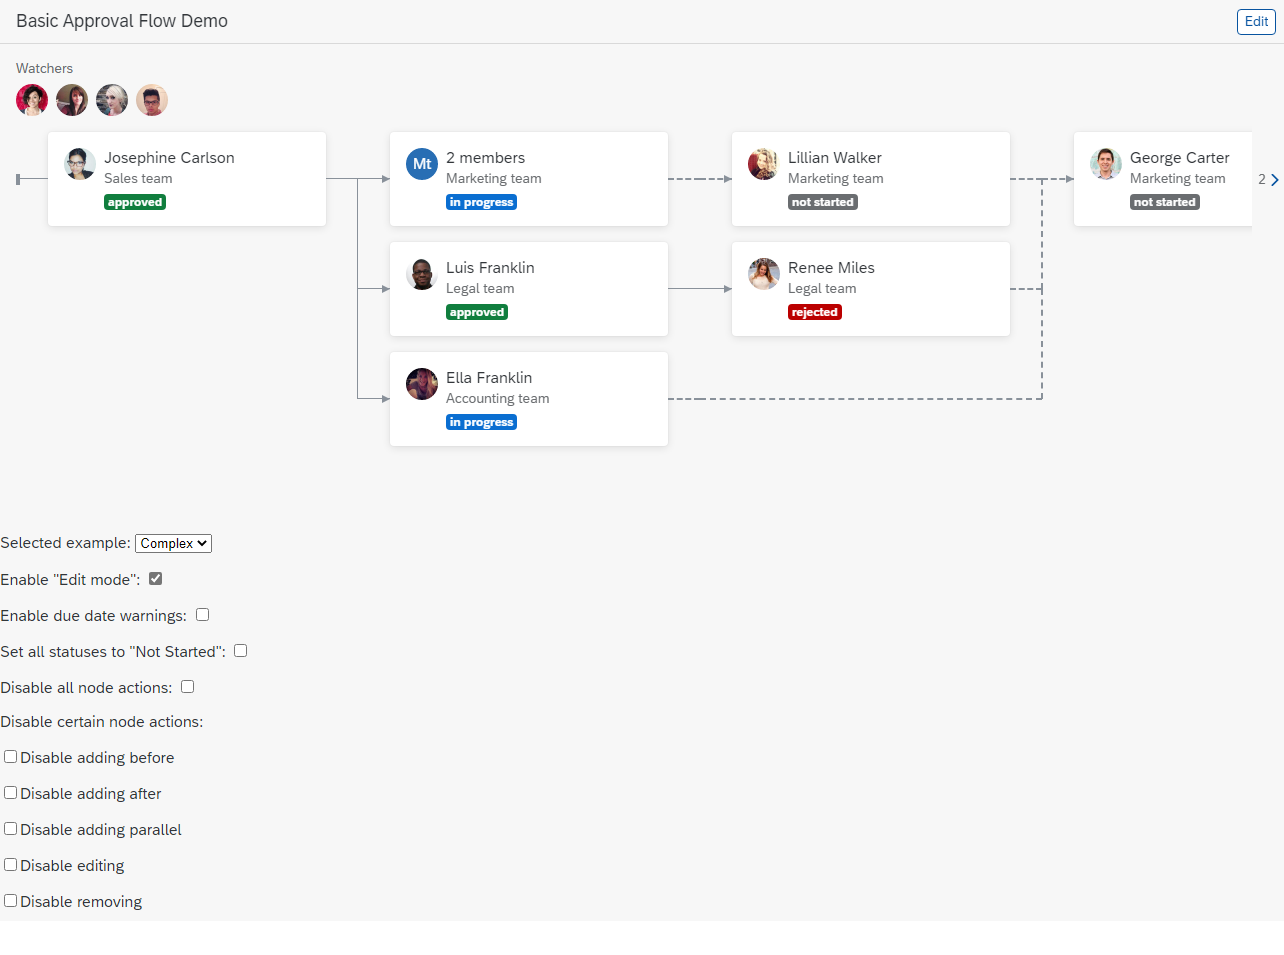 Basic Approval Flow Demo
Edit
Watchers
Josephine Carlson
Sales team
approved
Mt
2 members
Marketing team
in progress
Lillian Walker
Marketing team
not started
George Carter
Marketing team
not started
2
Luis Franklin
Legal team
approved
Renee Miles
Legal team
rejected
Ella Franklin
Accounting team
in progress
Selected example: Complex
Enable "Edit mode":
Enable due date warnings:
Set all statuses to "Not Started":
Disable all node actions:
Disable certain node actions:
Disable adding before
Disable adding after
Disable adding parallel
Disable editing
Disable removing